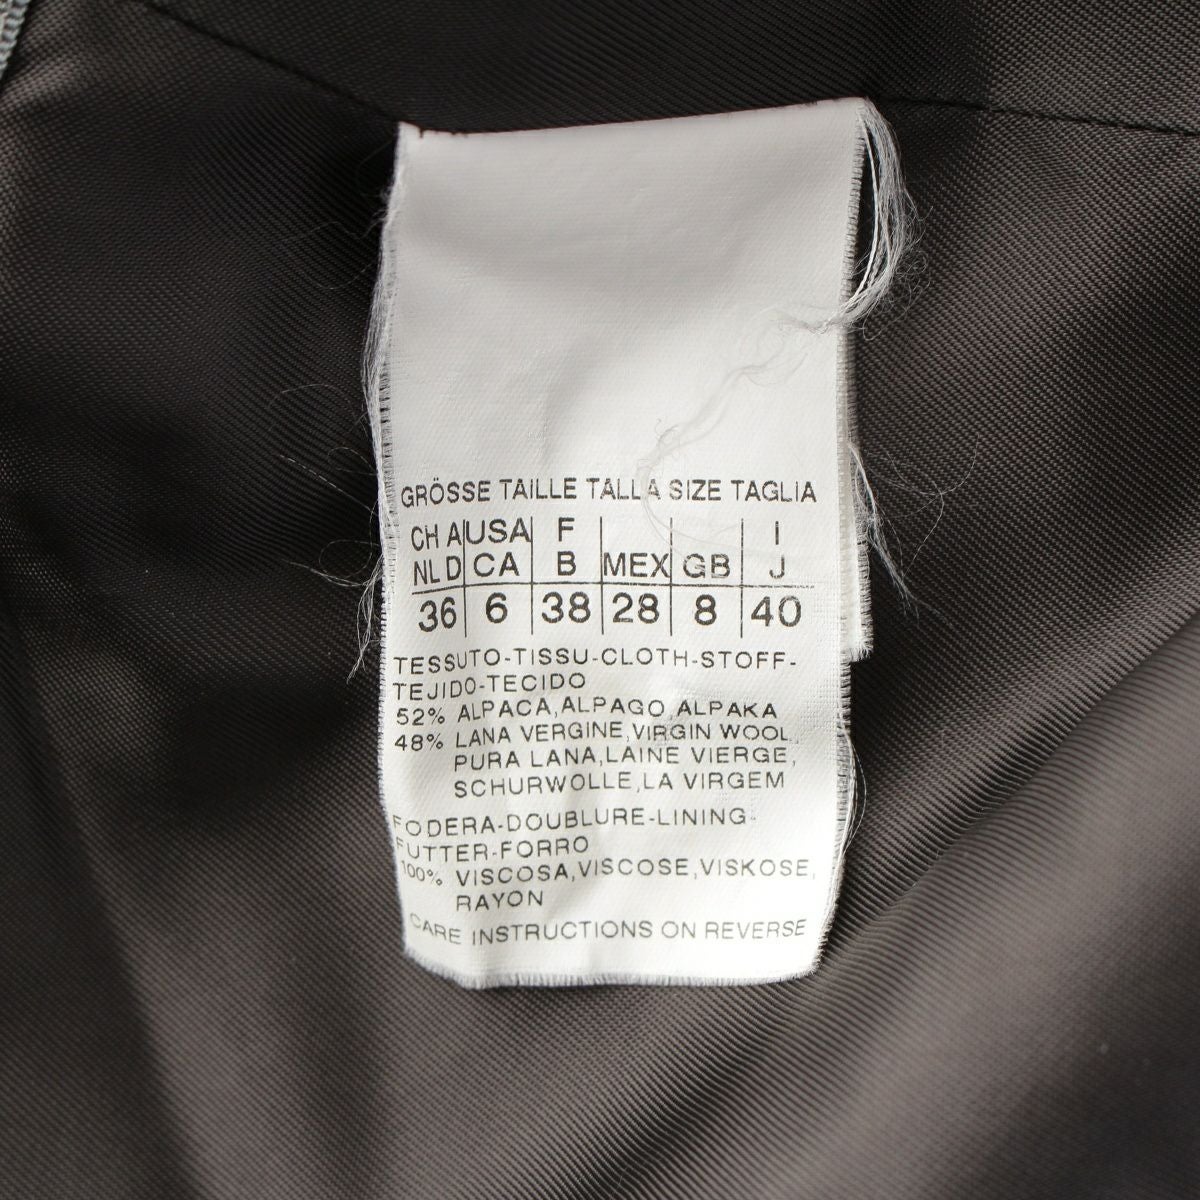 GRÖSSE TAILLE TALLA SIZE TAGLIA
CH A USA F I
NL D CA B MEX GB J
36 6 38 28 8 40
TESSUTO-TISSU-CLOTH-STOFF-
TEJIDO-TECIDO
52% ALPACA,ALPAGO ALPAKA
48% LANA VERGINE,VIRGIN WOOL,
PURA LANA,LAINE VIERGE,
SCHURWOLLE,LA VIRGEM
FODERA-DOUBLURE-LINING-
FUTTER-FORRO
100% VISCOSA,VISCOSE,VISKOSE,
RAYON
CARE INSTRUCTIONS ON REVERSE